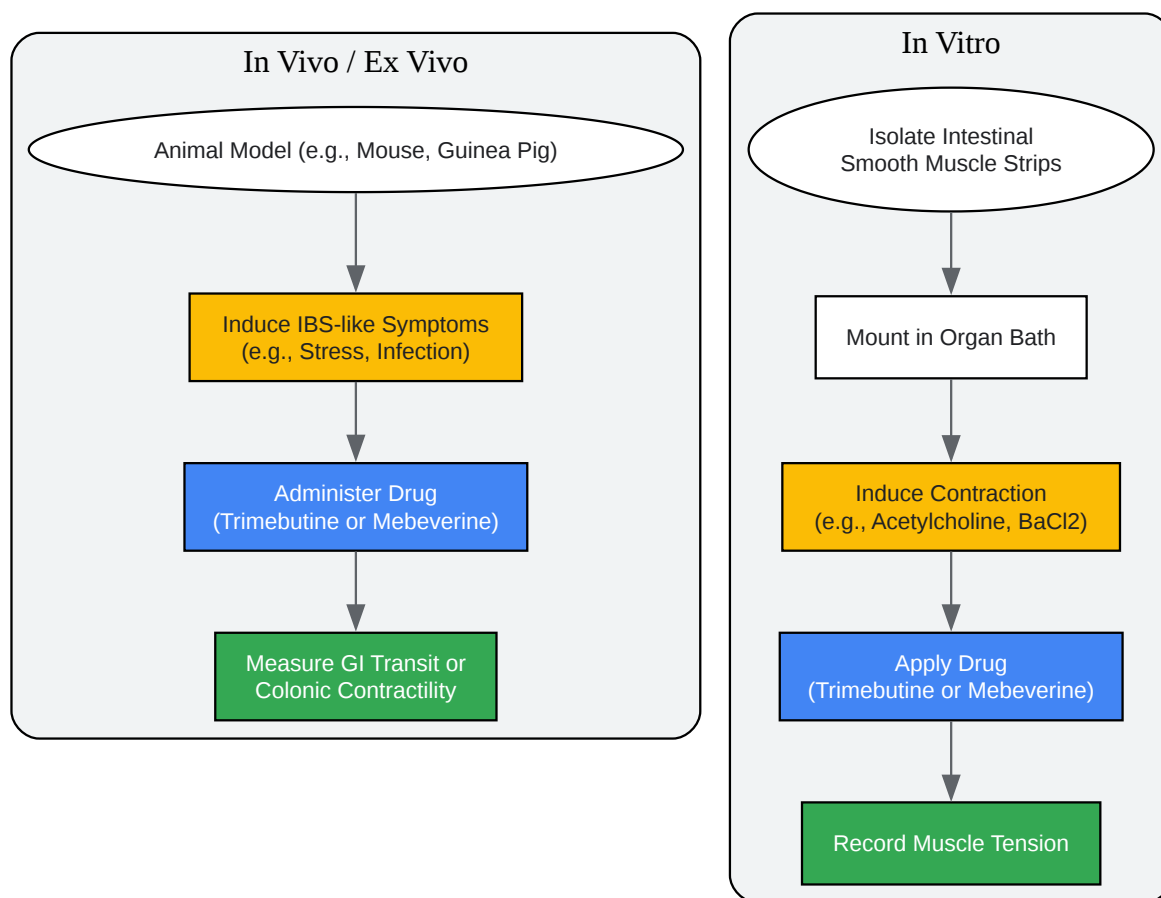 In Vivo / Ex Vivo
Animal Model (e.g., Mouse, Guinea Pig)
Induce IBS-like Symptoms
(e.g., Stress, Infection)
Administer Drug
(Trimebutine or Mebeverine)
Measure GI Transit or
Colonic Contractility
In Vitro
Isolate Intestinal
Smooth Muscle Strips
Mount in Organ Bath
Induce Contraction
(e.g., Acetylcholine, BaCl2)
Apply Drug
(Trimebutine or Mebeverine)
Record Muscle Tension